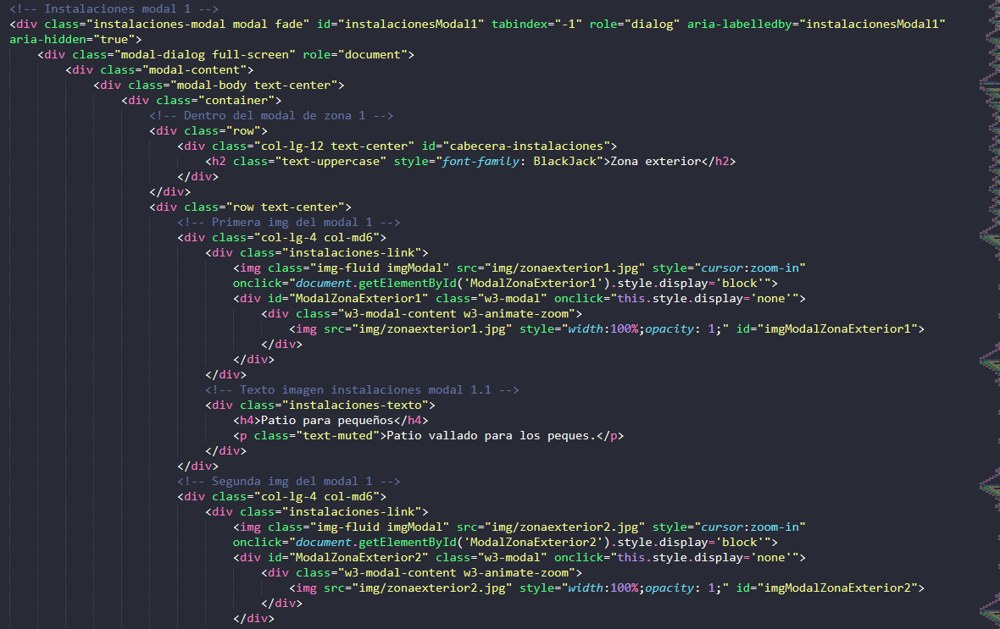 <!-- Instalaciones modal 1 -->
<div class="instalaciones-modal modal fade" id="instalacionesModal1" tabindex="-1" role="dialog" aria-labelledby="instalacionesModal1"
aria-hidden="true">
<div class="modal-dialog full-screen" role="document">
<div class="modal-content">
<div class="modal-body text-center">
<div class="container">
<!-- Dentro del modal de zona 1 -->
<div class="row">
<div class="col-lg-12 text-center" id="cabecera-instalaciones">
<h2 class="text-uppercase" style="font-family: BlackJack">Zona exterior</h2>
</div>
</div>
<div class="row text-center">
<!-- Primera img del modal 1 -->
<div class="col-lg-4 col-md6">
<div class="instalaciones-link">
<img class="img-fluid imgModal" src="img/zonaexterior1.jpg" style="cursor:zoom-in"
onclick="document.getElementById('ModalZonaExterior1').style.display='block'">
<div id="ModalZonaExterior1" class="w3-modal" onclick="this.style.display='none'">
<div class="w3-modal-content w3-animate-zoom">
<img src="img/zonaexterior1.jpg" style="width:100%;opacity: 1;" id="imgModalZonaExterior1">
</div>
</div>
</div>
<!-- Texto imagen instalaciones modal 1.1 -->
<div class="instalaciones-texto">
<h4>Patio para pequeños</h4>
<p class="text-muted">Patio vallado para los peques.</p>
</div>
</div>
<!-- Segunda img del modal 1 -->
<div class="col-lg-4 col-md6">
<div class="instalaciones-link">
<img class="img-fluid imgModal" src="img/zonaexterior2.jpg" style="cursor:zoom-in"
onclick="document.getElementById('ModalZonaExterior2').style.display='block'">
<div id="ModalZonaExterior2" class="w3-modal" onclick="this.style.display='none'">
<div class="w3-modal-content w3-animate-zoom">
<img src="img/zonaexterior2.jpg" style="width:100%;opacity: 1;" id="imgModalZonaExterior2">
</div>
</div>